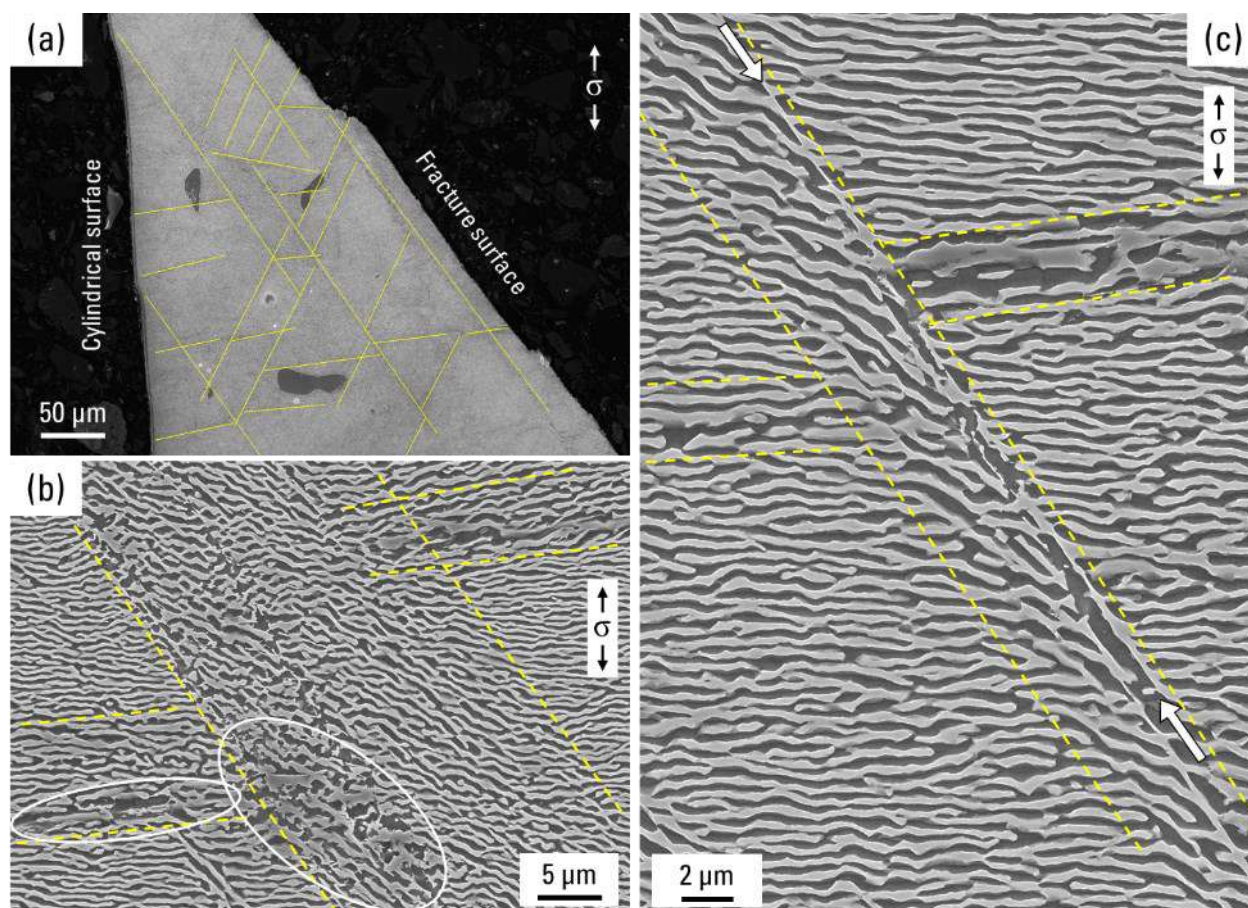 (a)
σ
Cylindrical surface
Fracture surface
50 µm
(b)
σ
5 µm
(c)
σ
2 µm